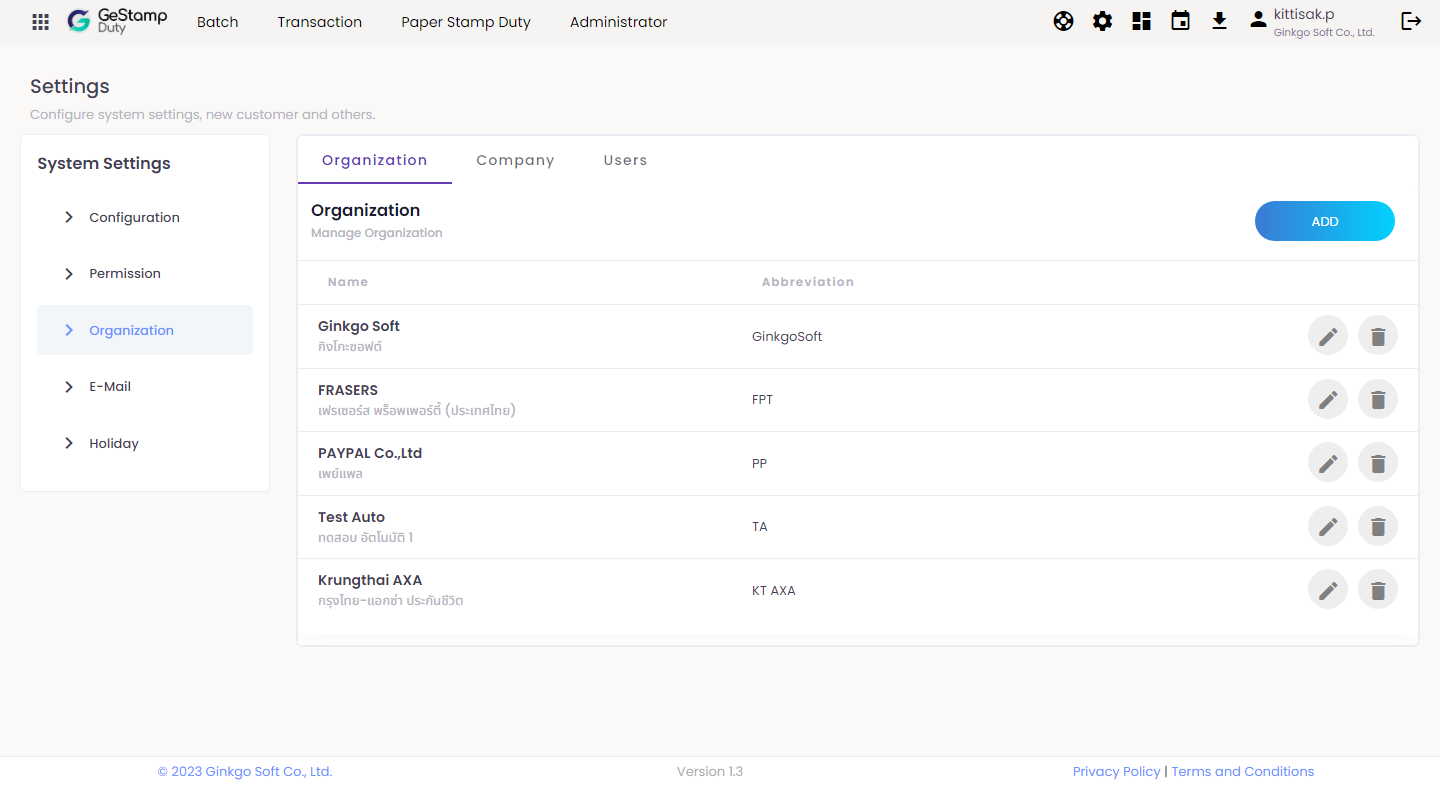 GeStamp
Duty
Batch
Transaction
Paper Stamp Duty
Administrator
kittisak.p
Ginkgo Soft Co., Ltd.
Settings
Configure system settings, new customer and others.
System Settings
Configuration
Permission
Organization
E-Mail
Holiday
Organization
Company
Users
Organization
Manage Organization
ADD
Name
Abbreviation
Ginkgo Soft
กิงโกะซอฟต์
GinkgoSoft
FRASERS
เฟรเซอร์ส พร็อพเพอร์ตี้ (ประเทศไทย)
FPT
PAYPAL Co.,Ltd
เพย์แพล
PP
Test Auto
ทดสอบ อัตโนมัติ 1
TA
Krungthai AXA
กรุงไทย-แอกซ่า ประกันชีวิต
KT AXA
© 2023 Ginkgo Soft Co., Ltd.
Version 1.3
Privacy Policy | Terms and Conditions